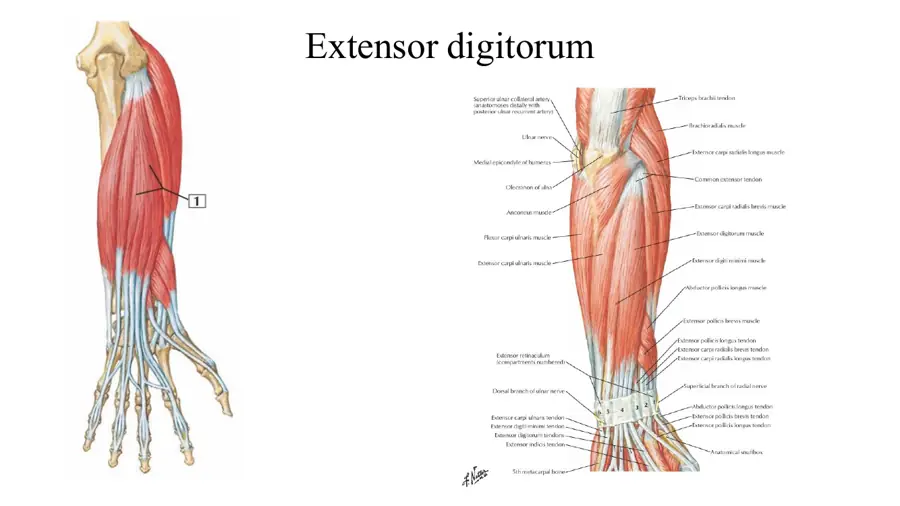 Extensor digitorum
1
Superior ulnar collateral artery
(anastomoses distally with
posterior ulnar recurrent artery)
Ulnar nerve
Medial epicondyle of humerus
Olecranon of ulna
Anconeus muscle
Flexor carpi ulnaris muscle
Extensor carpi ulnaris muscle
Extensor retinaculum
(compartments numbered)
Dorsal branch of ulnar nerve
Extensor carpi ulnaris tendon
Extensor digiti minimi tendon
Extensor digitorum tendons
Extensor indicis tendon
5th metacarpal bone
Triceps brachii tendon
Brachioradialis muscle
Extensor carpi radialis longus muscle
Common extensor tendon
Extensor carpi radialis brevis muscle
Extensor digitorum muscle
Extensor digiti minimi muscle
Abductor pollicis longus muscle
Extensor pollicis brevis muscle
Extensor pollicis longus tendon
Extensor carpi radialis brevis tendon
Extensor carpi radialis longus tendon
Superficial branch of radial nerve
Abductor pollicis longus tendon
Extensor pollicis brevis tendon
Extensor pollicis longus tendon
Anatomical snuffbox
6 5 4 3 2
F. Netter